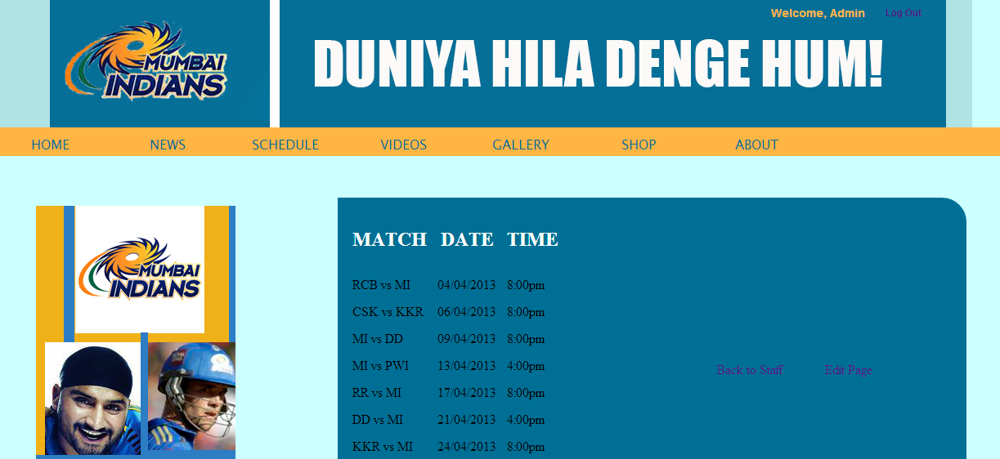 Welcome, Admin Log Out
MUMBAI
INDIANS
DUNIYA HILA DENGE HUM!
HOME NEWS SCHEDULE VIDEOS GALLERY SHOP ABOUT
MUMBAI
INDIANS
MATCH DATE TIME
RCB vs MI 04/04/2013 8:00pm
CSK vs KKR 06/04/2013 8:00pm
MI vs DD 09/04/2013 8:00pm
MI vs PWI 13/04/2013 4:00pm
RR vs MI 17/04/2013 8:00pm
DD vs MI 21/04/2013 4:00pm
KKR vs MI 24/04/2013 8:00pm
Back to Staff Edit Page